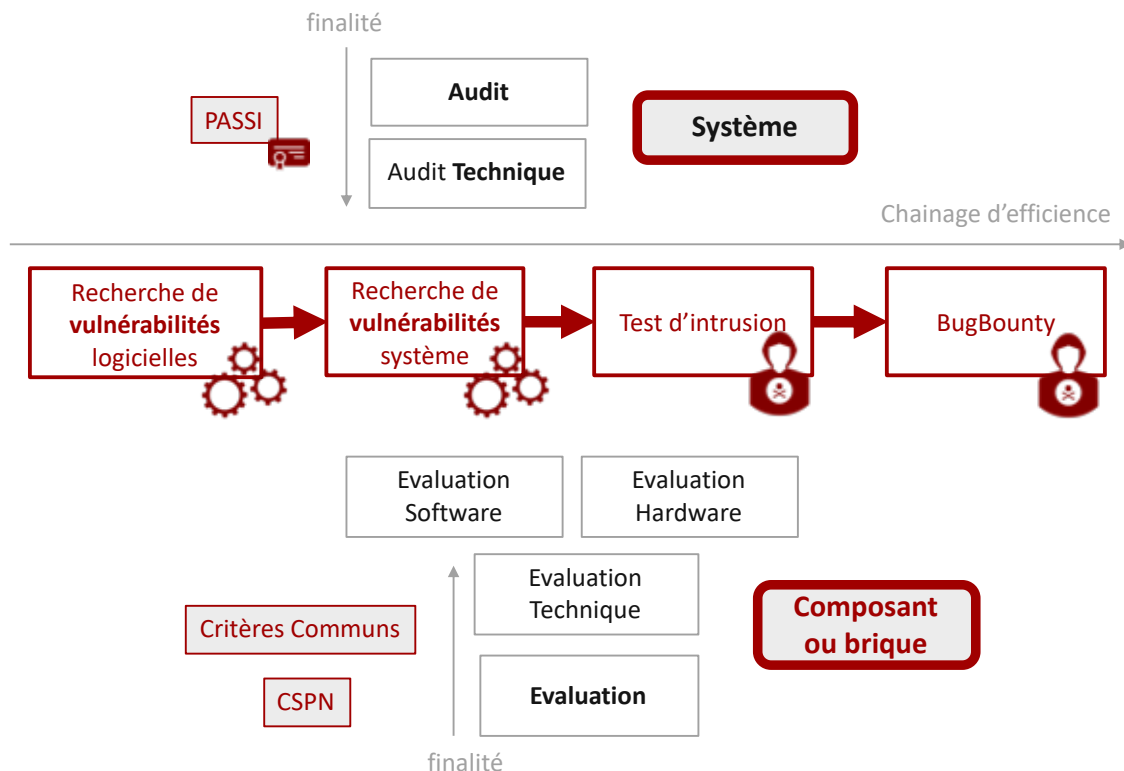 finalité
Audit
PASSI
Système
Audit Technique
Chainage d'efficience
Recherche de
vulnérabilités
logicielles
Recherche de
vulnérabilités
système
Test d'intrusion
BugBounty
Evaluation
Software
Evaluation
Hardware
Evaluation
Technique
Critères Communs
Composant
ou brique
CSPN
Evaluation
finalité